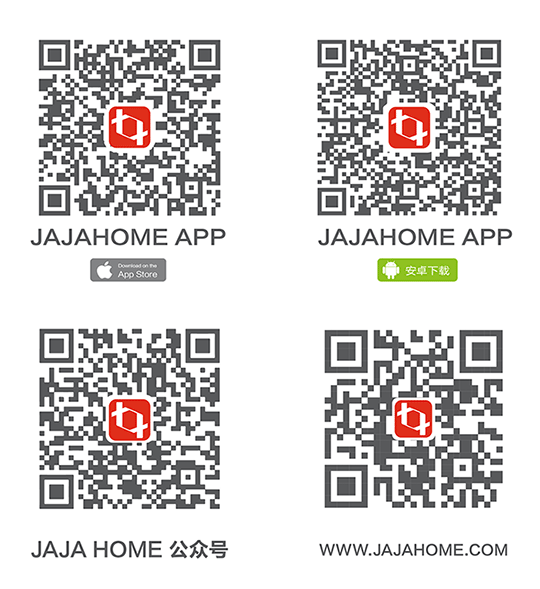 JAJAHOME APP
JAJAHOME APP
Download on the
App Store
安卓下载
JAJA HOME 公众号
WWW.JAJAHOME.COM